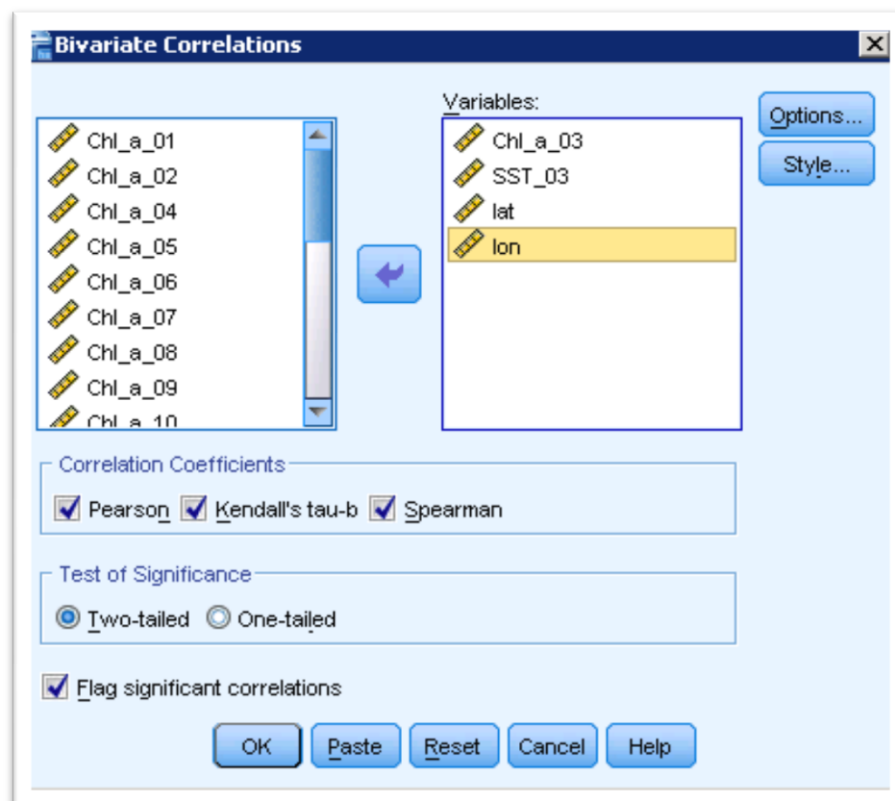 Bivariate Correlations
Chl_a_01
Chl_a_02
Chl_a_04
Chl_a_05
Chl_a_06
Chl_a_07
Chl_a_08
Chl_a_09
Chl_a_10
Variables:
Chl_a_03
SST_03
lat
lon
Options...
Style...
Correlation Coefficients
Pearson Kendall's tau-b Spearman
Test of Significance
Two-tailed One-tailed
Flag significant correlations
OK Paste Reset Cancel Help